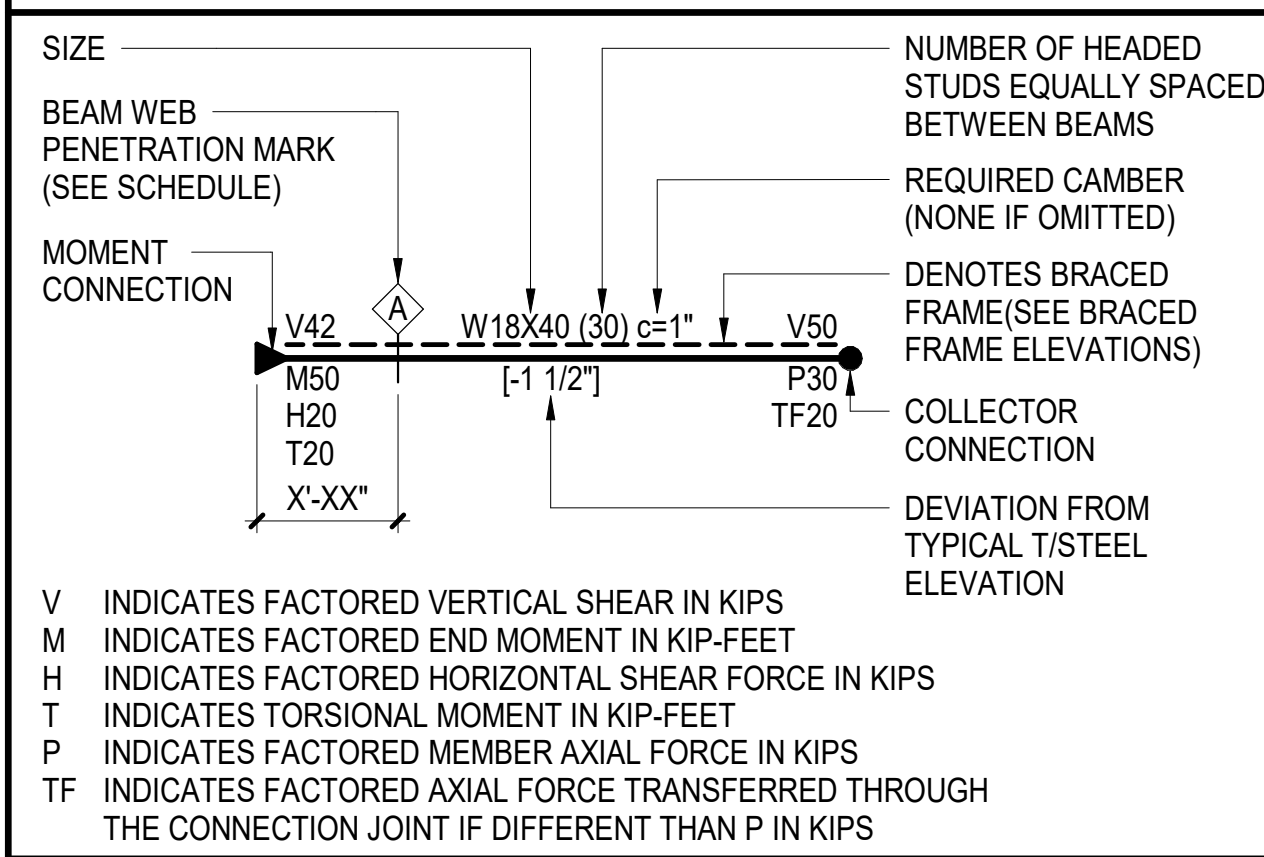 SIZE
BEAM WEB
PENETRATION MARK
(SEE SCHEDULE)
MOMENT
CONNECTION
NUMBER OF HEADED
STUDS EQUALLY SPACED
BETWEEN BEAMS
REQUIRED CAMBER
(NONE IF OMITTED)
DENOTES BRACED
FRAME(SEE BRACED
FRAME ELEVATIONS)
COLLECTOR
CONNECTION
DEVIATION FROM
TYPICAL T/STEEL
ELEVATION
A
V42 W18X40 (30) c=1" V50
M50 [-1 1/2"] P30
H20 TF20
T20
X'-XX"
V INDICATES FACTORED VERTICAL SHEAR IN KIPS
M INDICATES FACTORED END MOMENT IN KIP-FEET
H INDICATES FACTORED HORIZONTAL SHEAR FORCE IN KIPS
T INDICATES TORSIONAL MOMENT IN KIP-FEET
P INDICATES FACTORED MEMBER AXIAL FORCE IN KIPS
TF INDICATES FACTORED AXIAL FORCE TRANSFERRED THROUGH
THE CONNECTION JOINT IF DIFFERENT THAN P IN KIPS